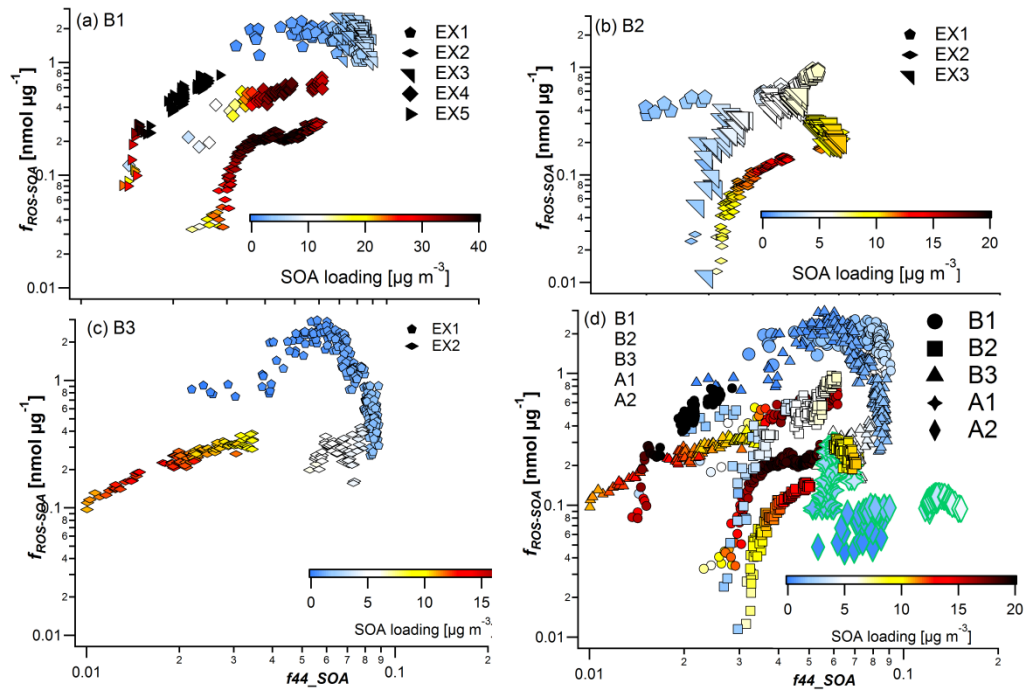 (a) B1
EX1
EX2
EX3
EX4
EX5
2
1
8
6
4
2
0.1
8
6
4
2
0.01
f_ROS-SOA [nmol µg⁻¹]
0 10 20 30 40
SOA loading [µg m⁻³]
(b) B2
EX1
EX2
EX3
2
1
8
6
4
2
0.1
8
6
4
2
0.01
f_ROS-SOA [nmol µg⁻¹]
0 5 10 15 20
SOA loading [µg m⁻³]
(c) B3
EX1
EX2
2
1
8
6
4
2
0.1
8
6
4
2
0.01
f_ROS-SOA [nmol µg⁻¹]
0 5 10 15
SOA loading [µg m⁻³
0.01 2 3 4 5 6 7 8 9 0.1 2
f44_SOA
(d) B1
B2
B3
A1
A2
B1
B2
B3
A1
A2
2
1
8
6
4
2
0.1
8
6
4
2
0.01
f_ROS-SOA [nmol µg⁻¹]
0 5 10 15 20
SOA loading [µg m⁻³]
0.01 2 3 4 5 6 7 8 9 0.1 2
f44_SOA